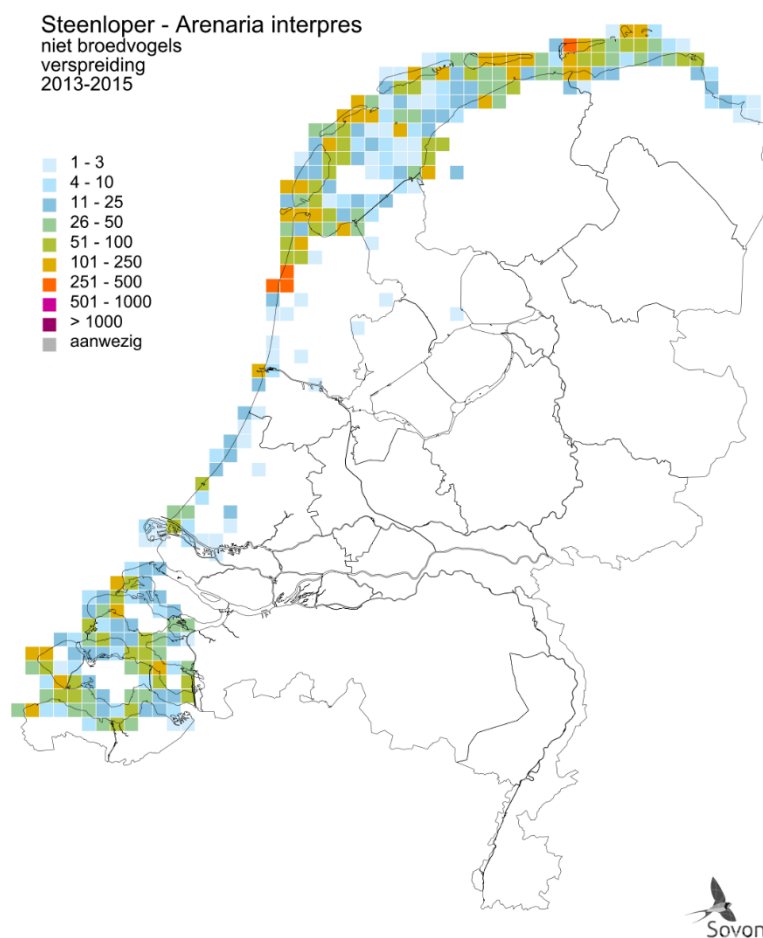 Steenloper - Arenaria interpres
niet broedvogels
verspreiding
2013-2015
1 - 3
4 - 10
11 - 25
26 - 50
51 - 100
101 - 250
251 - 500
501 - 1000
> 1000
aanwezig
Sovon